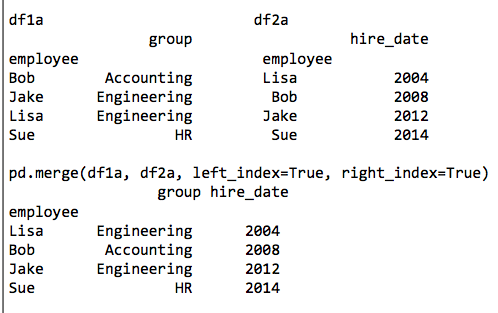 df1a                          df2a
                  group                       hire_date
employee                       employee
Bob         Accounting         Lisa                2004
Jake       Engineering          Bob                2008
Lisa       Engineering         Jake                2012
Sue                 HR          Sue                2014

pd.merge(df1a, df2a, left_index=True, right_index=True)
                   group hire_date
employee
Lisa       Engineering       2004
Bob         Accounting       2008
Jake       Engineering       2012
Sue                 HR       2014